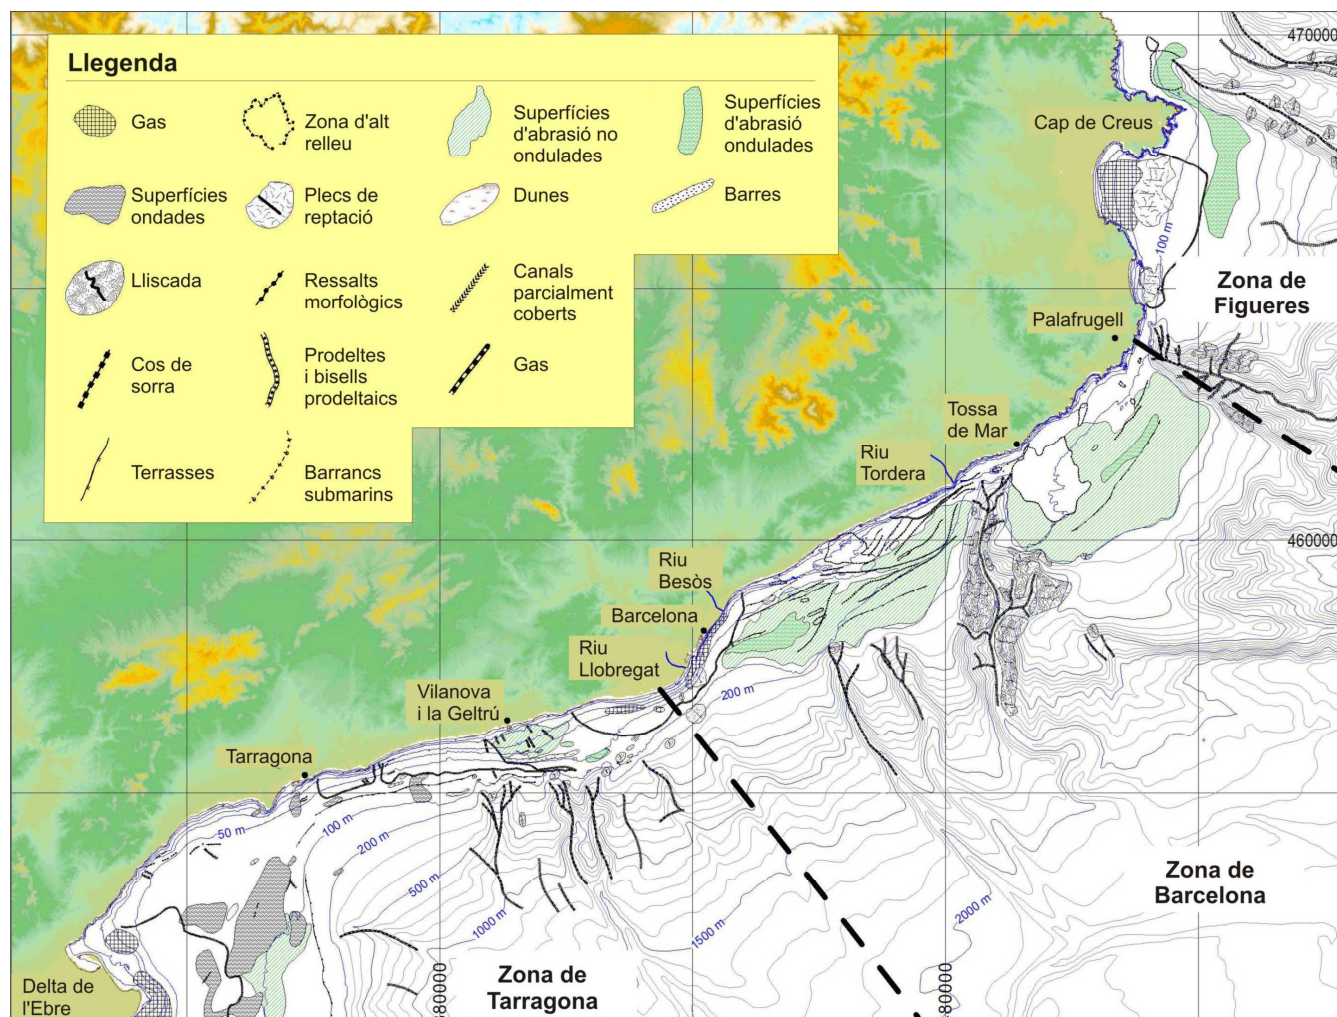 Llegenda
Gas
Zona d'alt
relleu
Superfícies
d'abrasió no
ondulades
Superfícies
d'abrasió
ondulades
Superfícies
ondades
Plecs de
reptació
Dunes
Barres
Lliscada
Ressalts
morfològics
Canals
parcialment
coberts
Cos de
sorra
Prodeltes
i bisells
prodeltaics
Gas
Terrasses
Barrancs
submarins
470000
Cap de Creus
100 m
Zona de
Figueres
Palafrugell
Tossa
de Mar
Riu
Tordera
460000
Riu
Besòs
Barcelona
Riu
Llobregat
200 m
Vilanova
i la Geltrú
Tarragona
50 m
100 m
200 m
500 m
1000 m
1500 m
2000 m
Zona de
Barcelona
Zona de
Tarragona
Delta de
l'Ebre
80000
800000